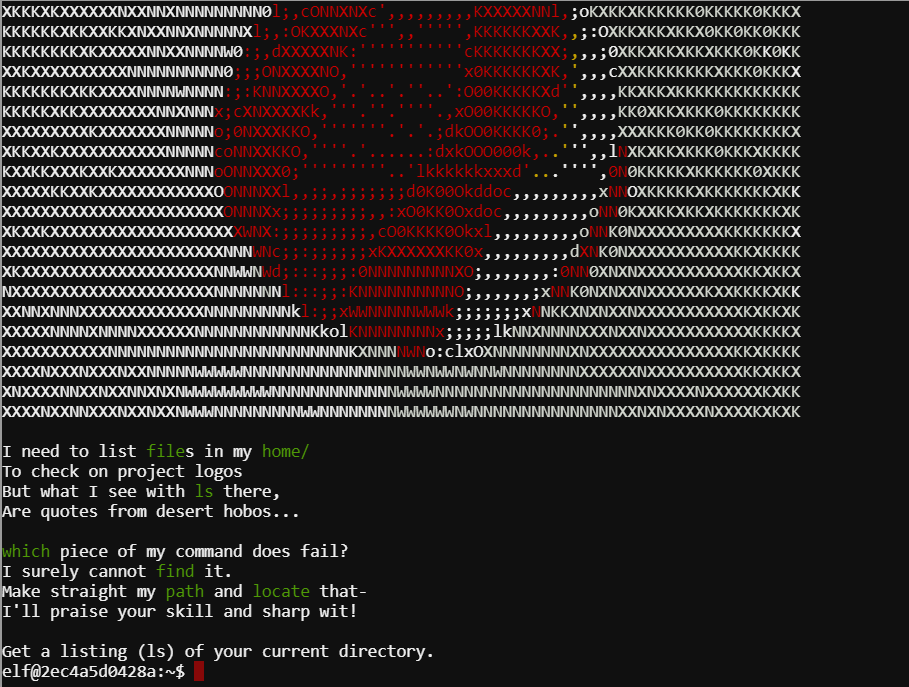 I need to list files in my home/
To check on project logos
But what I see with ls there,
Are quotes from desert hobos...
which piece of my command does fail?
I surely cannot find it.
Make straight my path and locate that-
I'll praise your skill and sharp wit!
Get a listing (ls) of your current directory.
elf@2ec4a5d0428a:~$